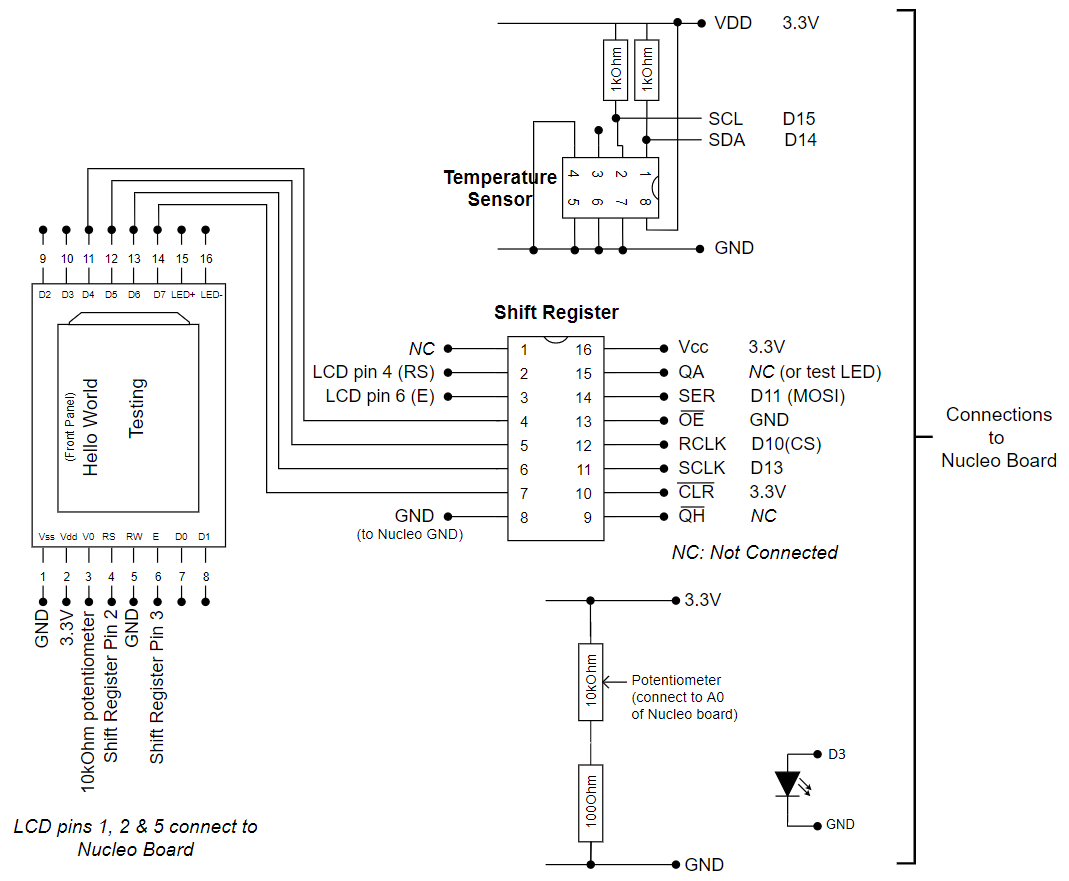 VDD 3.3V
1kOhm
1kOhm
SCL D15
SDA D14
Temperature
Sensor
4 3 2 1
5 6 7 8
GND
9 10 11 12 13 14 15 16
D2 D3 D4 D5 D6 D7 LED+ LED-
(Front Panel)
Hello World
Testing
Vss Vdd V0 RS RW E D0 D1
1 2 3 4 5 6 7 8
GND
3.3V
10kOhm potentiometer
Shift Register Pin 2
GND
Shift Register Pin 3
LCD pins 1, 2 & 5 connect to
Nucleo Board
Shift Register
NC 1 16 Vcc 3.3V
LCD pin 4 (RS) 2 15 QA NC (or test LED)
LCD pin 6 (E) 3 14 SER D11 (MOSI)
4 13 OE GND
5 12 RCLK D10(CS)
6 11 SCLK D13
7 10 CLR 3.3V
GND 8 9 QH NC
(to Nucleo GND)
NC: Not Connected
3.3V
10kOhm
Potentiometer
(connect to A0
of Nucleo board)
100Ohm
GND
D3
GND
Connections
to
Nucleo Board